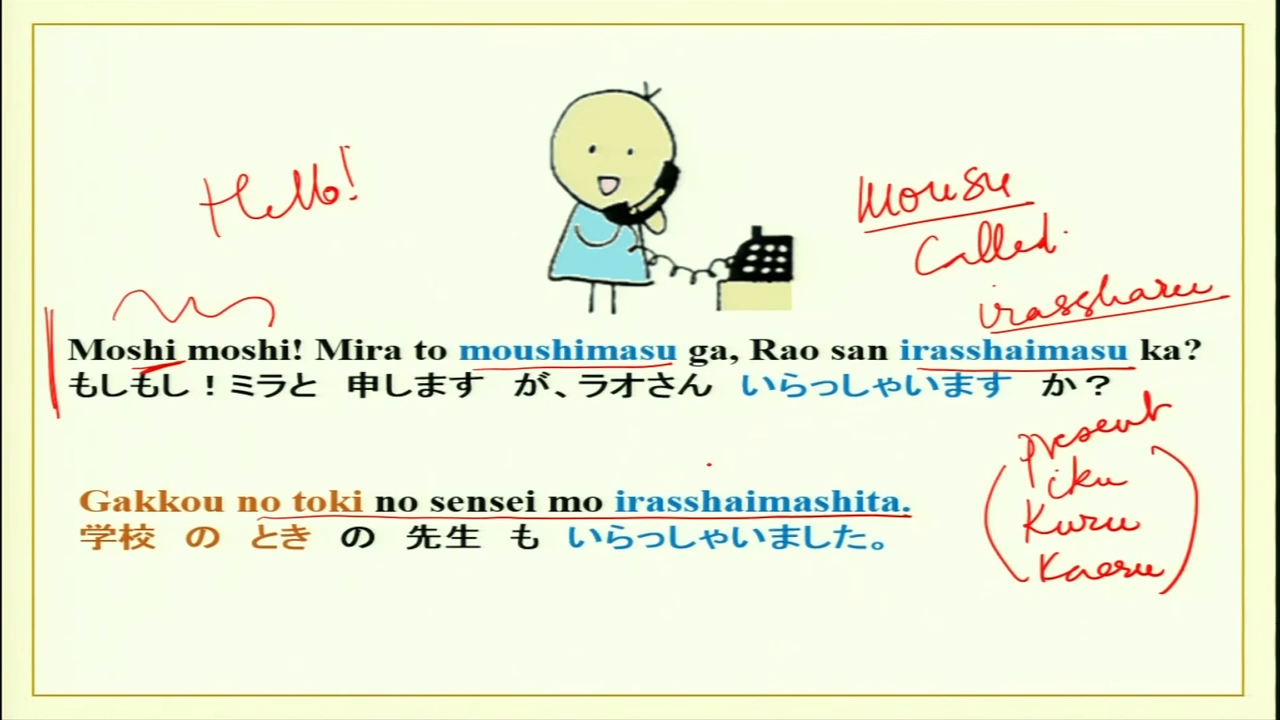 Hello!
mousu
Called.
irassharu
Moshi moshi! Mira to moushimasu ga, Rao san irasshaimasu ka?
もしもし！ミラと 申します が、ラオさん いらっしゃいます か？
present
iku
Kuru
Kaeru
Gakkou no toki no sensei mo irasshaimashita.
学校 の とき の 先生 も いらっしゃいました。